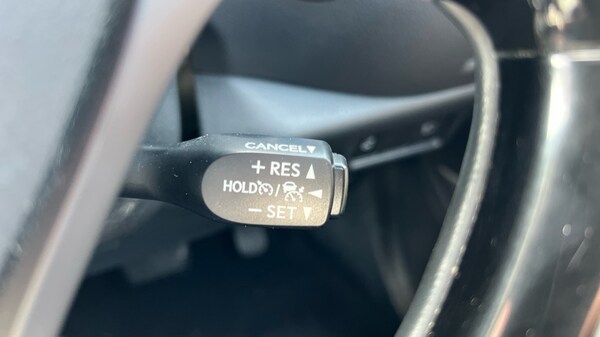 CANCEL▼
+ RES ▲
HOLD / ◄
− SET ▼